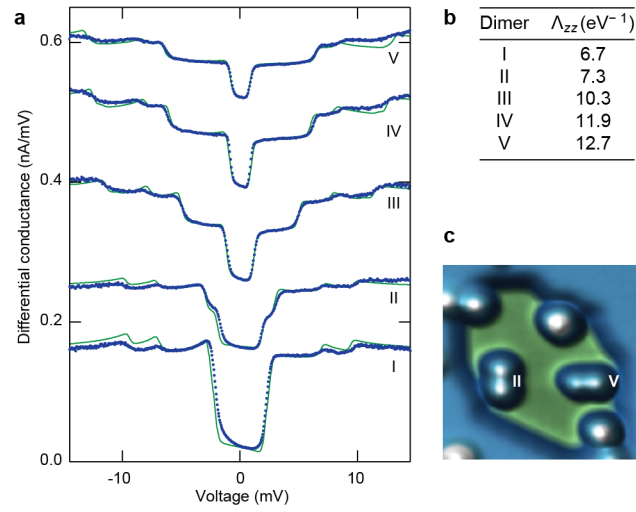 a
0.6
0.4
0.2
0.0
Differential conductance (nA/mV)
V
IV
III
II
I
-10
0
10
Voltage (mV)
b
Dimer Λzz (eV⁻¹)
I 6.7
II 7.3
III 10.3
IV 11.9
V 12.7
c
II V